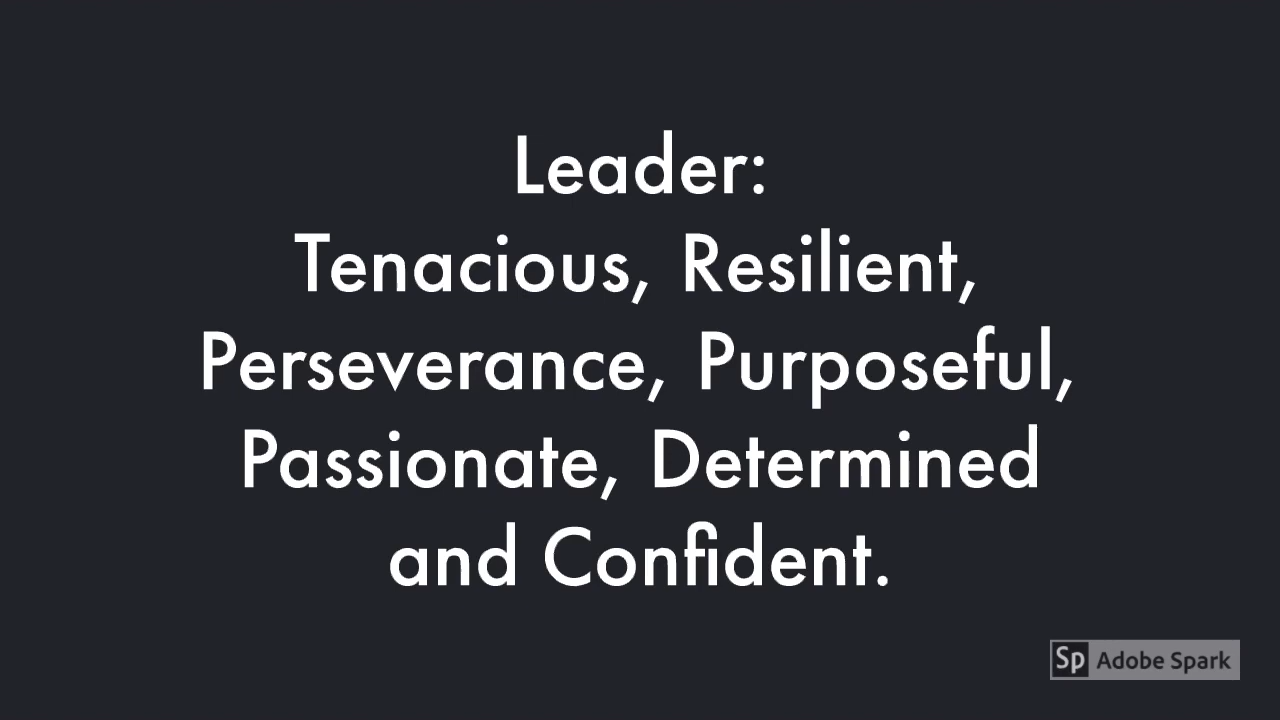 Leader:
Tenacious, Resilient,
Perseverance, Purposeful,
Passionate, Determined
and Confident.
Sp Adobe Spark